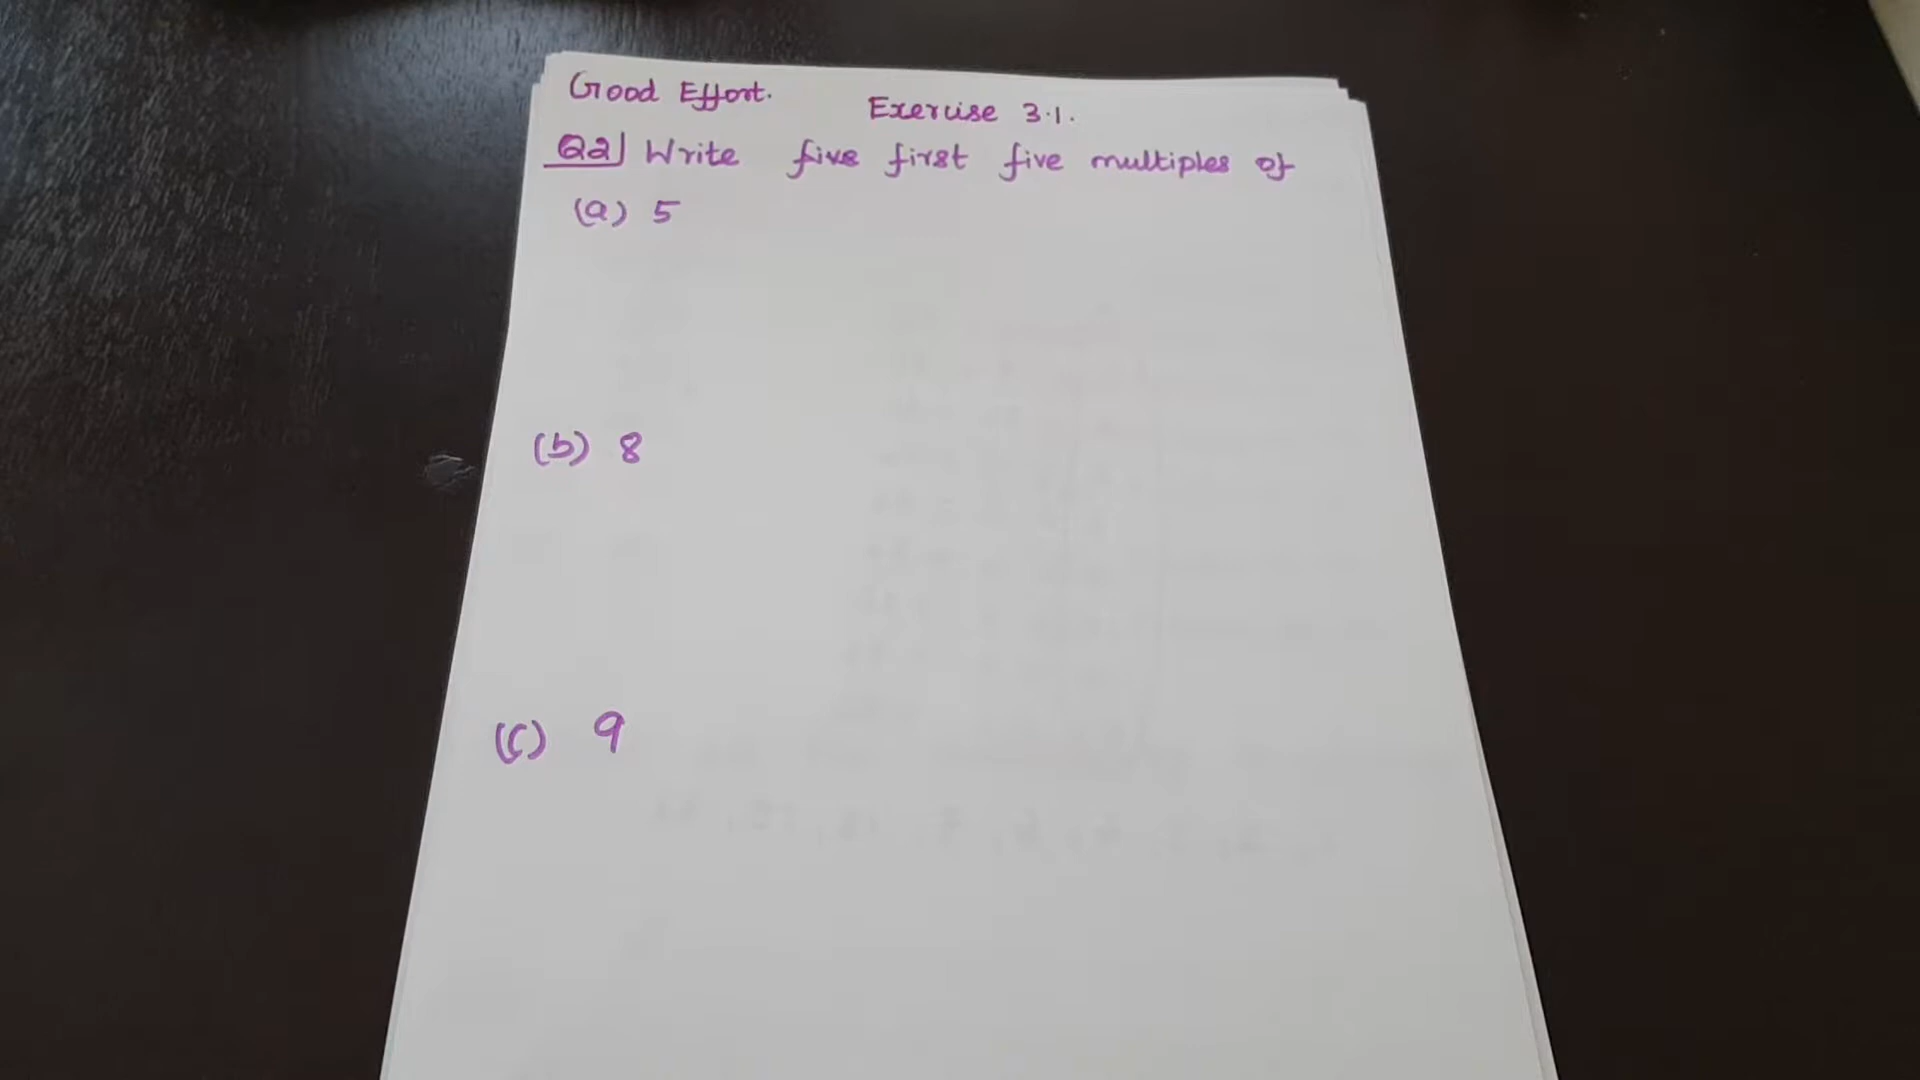 Good Effort.
Exercise 3.1.
Q2| Write five first five multiples of
(a) 5
(b) 8
(c) 9